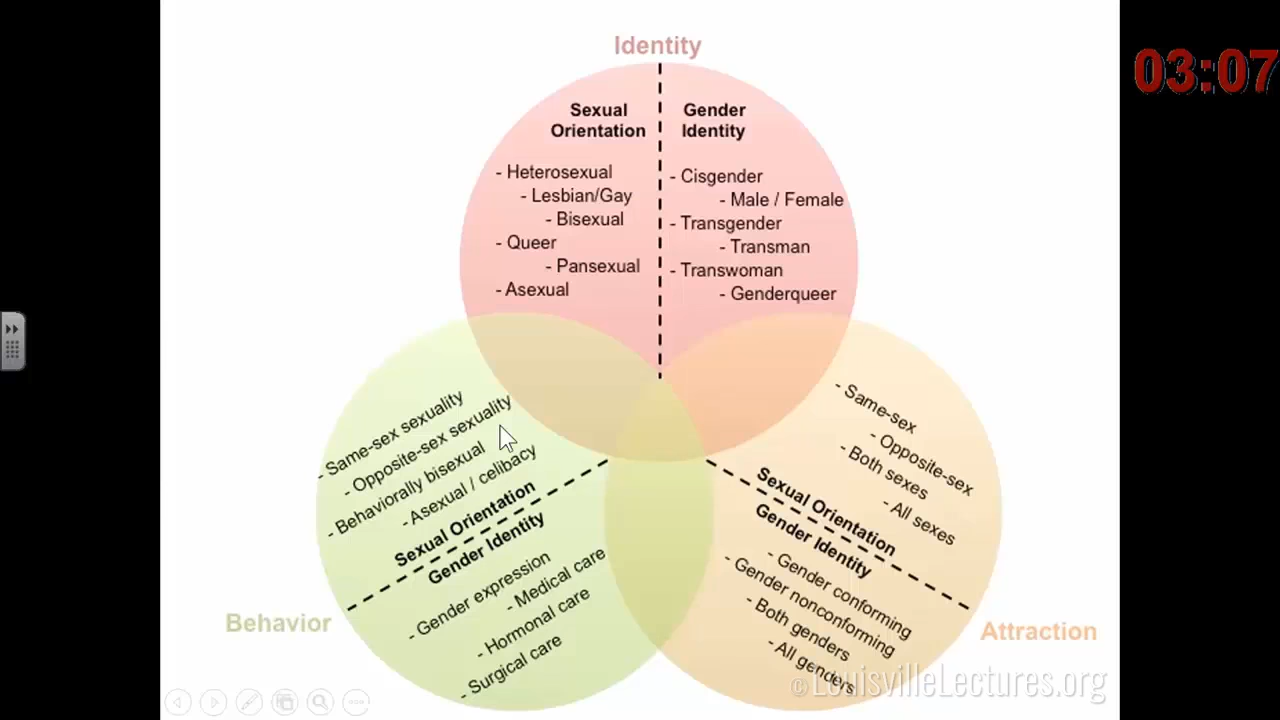 Identity
03:07
Sexual
Orientation
- Heterosexual
- Lesbian/Gay
- Bisexual
- Queer
- Pansexual
- Asexual
Gender
Identity
- Cisgender
- Male / Female
- Transgender
- Transman
- Transwoman
- Genderqueer
- Same-sex sexuality
- Opposite-sex sexuality
- Behaviorally bisexual
- Asexual / celibacy
Sexual Orientation
Gender Identity
- Gender expression
- Medical care
- Hormonal care
- Surgical care
Behavior
- Same-sex
- Opposite-sex
- Both sexes
- All sexes
Sexual Orientation
Gender Identity
- Gender conforming
- Gender nonconforming
- Both genders
- All genders
Attraction
©LouisvilleLectures.org